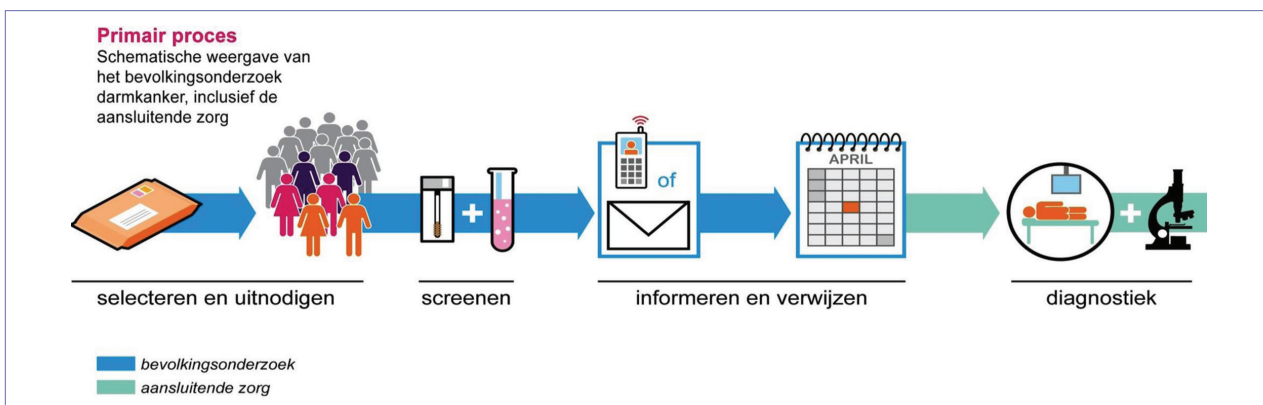 Primair proces
Schematische weergave van
het bevolkingsonderzoek
darmkanker, inclusief de
aansluitende zorg
of
APRIL
selecteren en uitnodigen
screenen
informeren en verwijzen
diagnostiek
bevolkingsonderzoek
aansluitende zorg